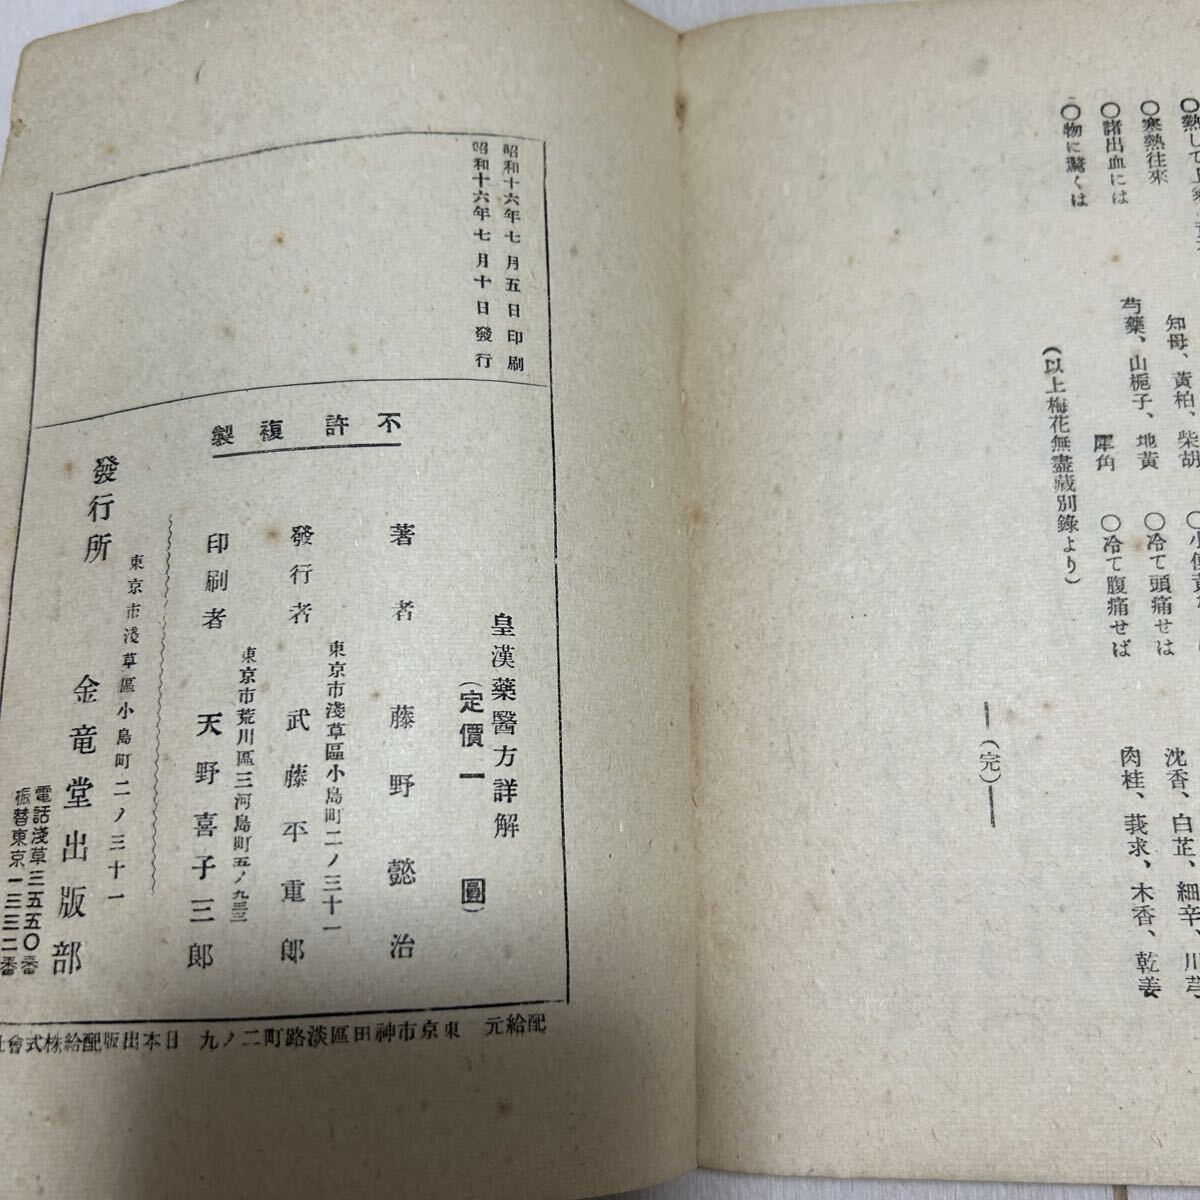 寒熱往來
知母、黃柏、柴胡
○諸出血には
芍藥、山梔子、地黃
○冷て頭痛せは
沈香、白芷、細辛、川芎
○物に驚くは
犀角
○冷て腹痛せば
肉桂、莪求、木香、乾姜
(以上梅花無盡藏別錄より)
―(完)―
昭和十六年七月五日印刷
昭和十六年七月十日發行
不許複製
皇漢藥醫方詳解
(定價一圓)
著者 藤野懿治
東京市淺草區小島町二ノ三十一
發行者 武藤平重郎
東京市荒川區三河島町五ノ九三三
印刷者 天野喜子三郎
東京市淺草區小島町二ノ三十一
發行所 金竜堂出版部
電話淺草三五五〇番
振替東京一三三二番
配給元 東京市神田區淡路町二ノ九 日本出版配給株式會社